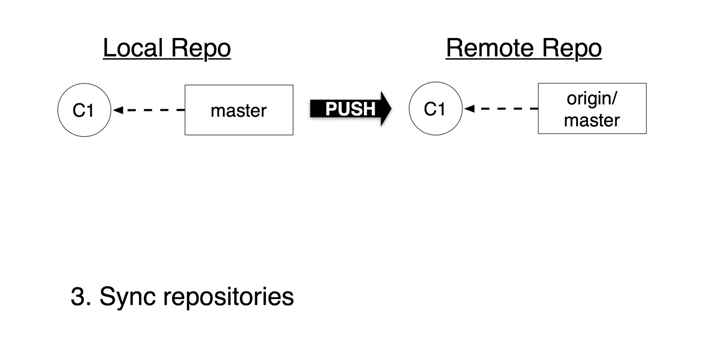 Local Repo
Remote Repo
C1
master
PUSH
C1
origin/
master
3. Sync repositories